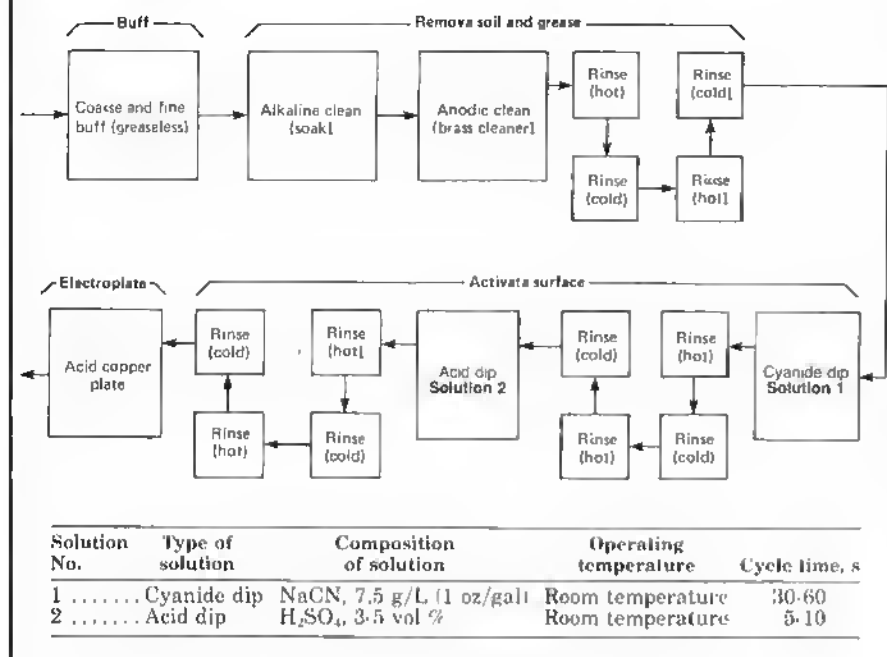 Buff
Remova soil and grease
Coasse and fine
buff (greaseless)
Alkaline clean
(soak[
Anodic clean
(brass cleaner]
Rinse
(hot)
Rinse
(cold)
Rinse
(hot]
Rinse
(cold[
Electroplate
Activata surface
Cyanide dip
Solution 1
Rinse
(hot)
Rinse
(cold)
Rinse
(hot)
Rinse
(cold)
Acid dip
Solution 2
Rinse
(hot[
Rinse
(cold)
Rinse
(hot)
Rinse
(cold)
Acid copper
plate
Solution Type of Composition Operating
No. solution of solution temperature Cycle time, s
1 ....... Cyanide dip NaCN, 7.5 g/L (1 oz/gal) Room temperature 30-60
2 ....... Acid dip H₂SO₄, 3-5 vol % Room temperature 5-10